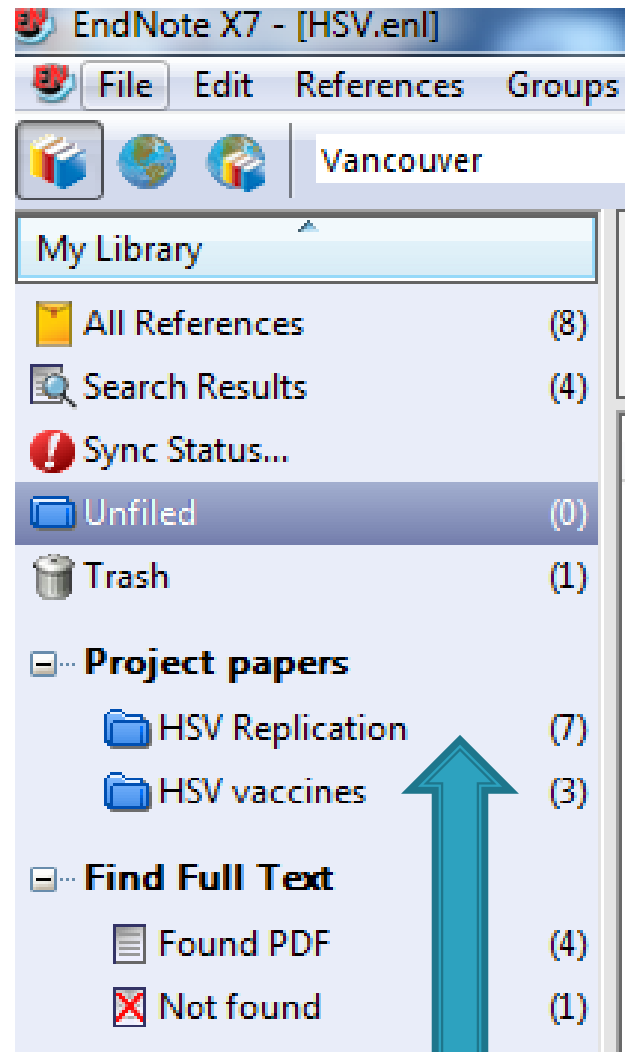 EndNote X7 - [HSV.enl]
File Edit References Groups
Vancouver
My Library
All References (8)
Search Results (4)
Sync Status...
Unfiled (0)
Trash (1)
Project papers
HSV Replication (7)
HSV vaccines (3)
Find Full Text
Found PDF (4)
Not found (1)